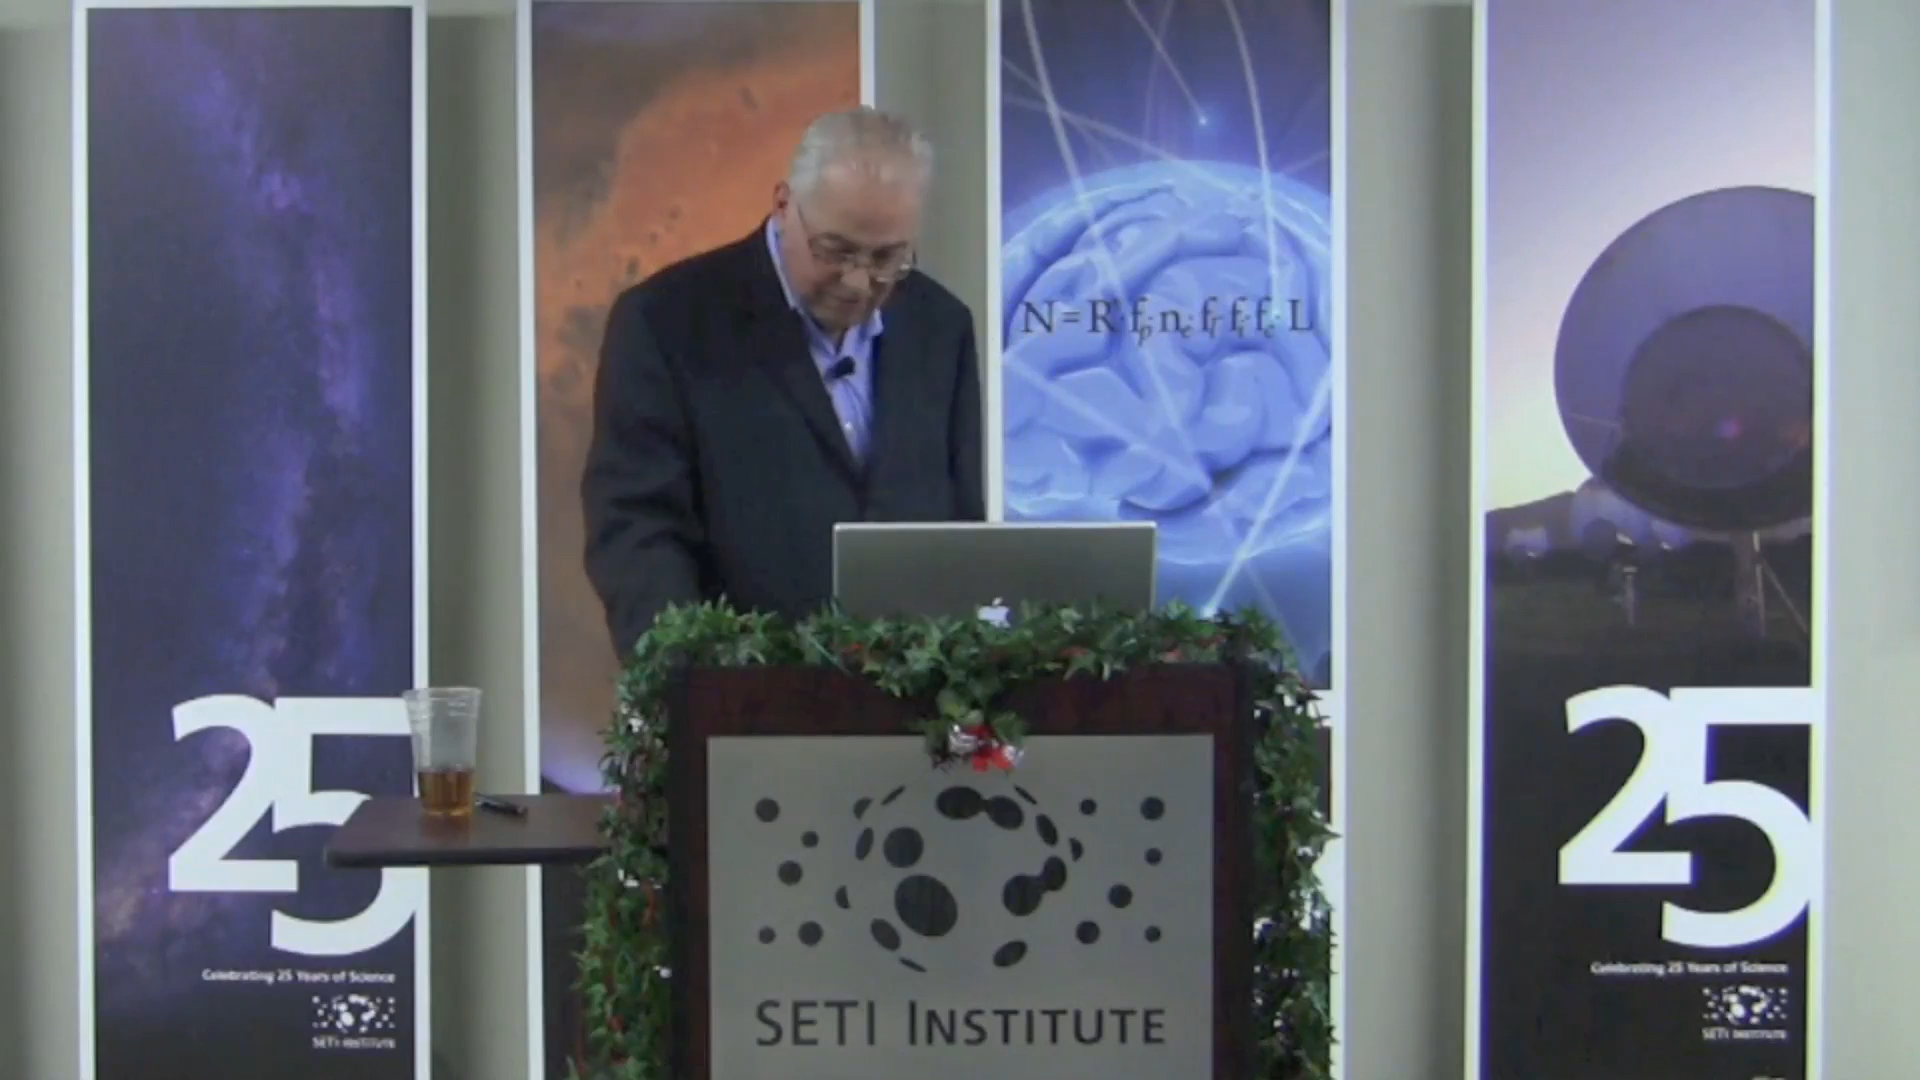 N=R* fp ne fl fi fc L
25
Celebrating 25 Years of Science
SETI INSTITUTE
SETI INSTITUTE
25
Celebrating 25 Years of Science
SETI INSTITUTE